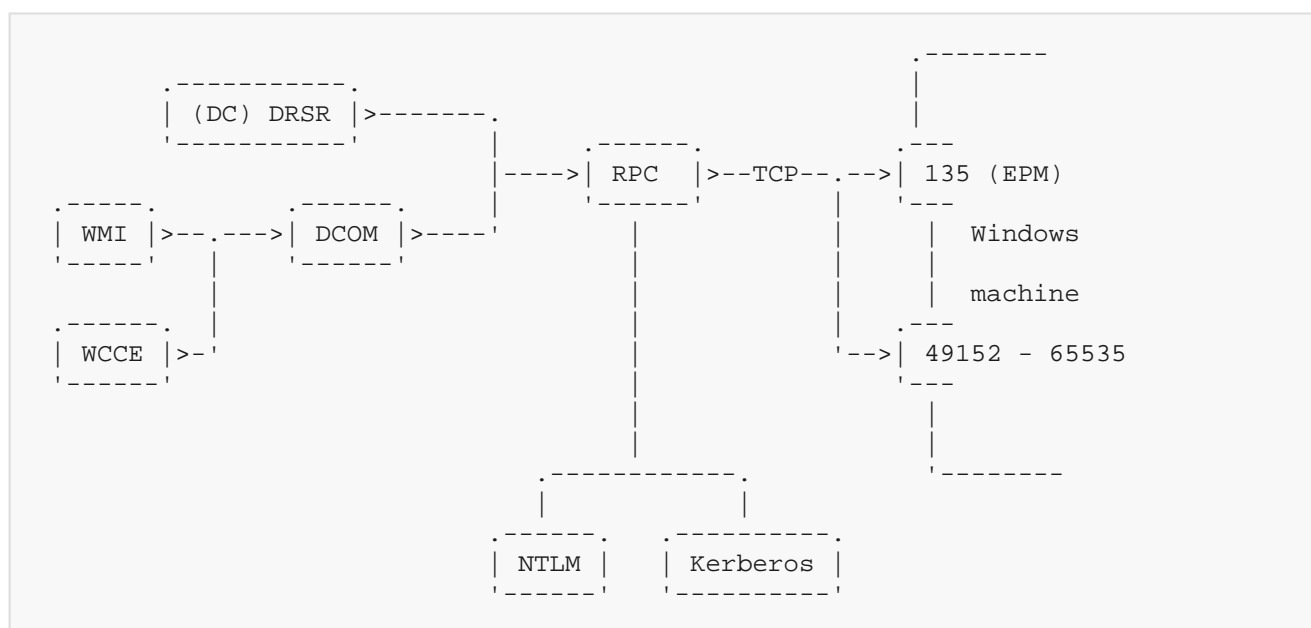 (DC) DRSR
RPC
TCP
135 (EPM)
WMI
DCOM
Windows
machine
WCCE
49152 - 65535
NTLM
Kerberos